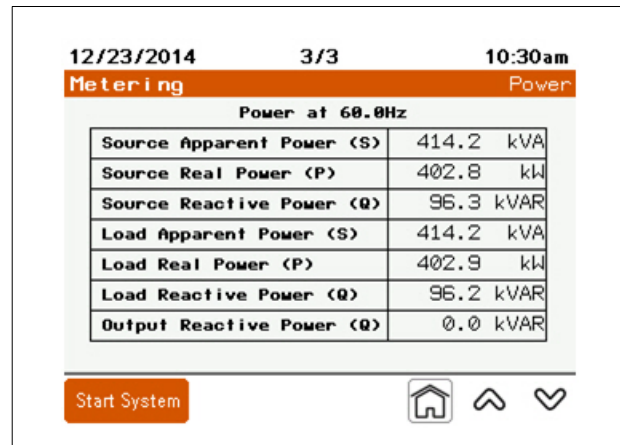 12/23/2014 3/3 10:30am
Metering Power
Power at 60.0Hz
Source Apparent Power (S) 414.2 kVA
Source Real Power (P) 402.8 kW
Source Reactive Power (Q) 96.3 kVAR
Load Apparent Power (S) 414.2 kVA
Load Real Power (P) 402.9 kW
Load Reactive Power (Q) 96.2 kVAR
Output Reactive Power (Q) 0.0 kVAR
Start System